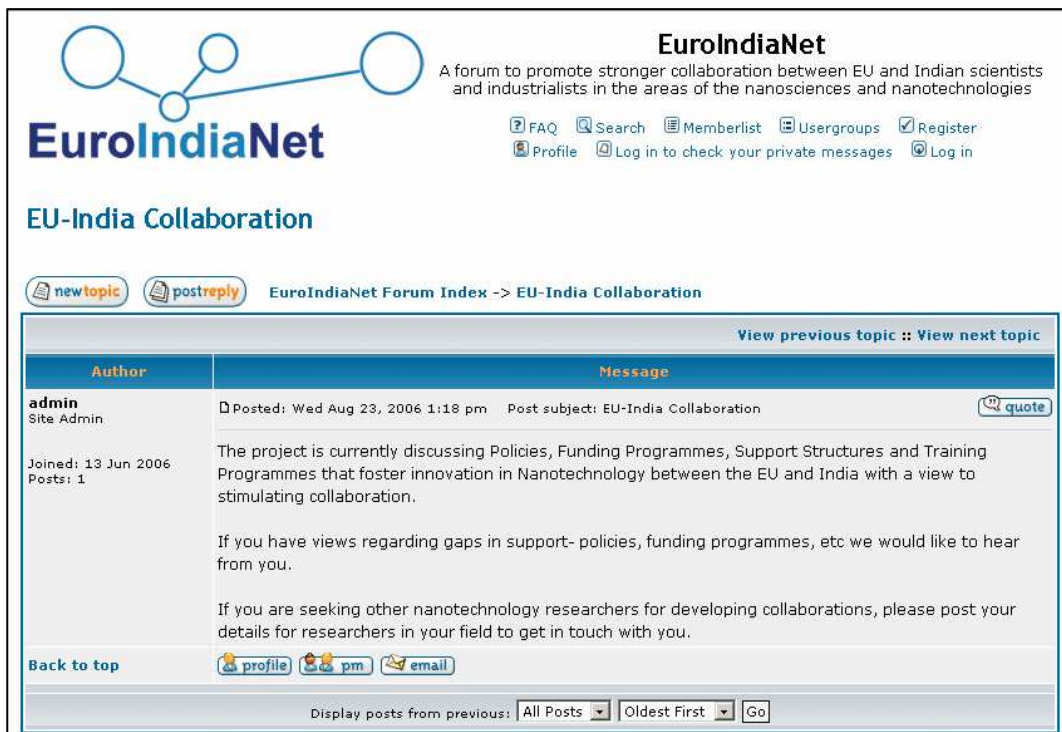 EuroIndiaNet
EuroIndiaNet
A forum to promote stronger collaboration between EU and Indian scientists
and industrialists in the areas of the nanosciences and nanotechnologies
FAQ Search Memberlist Usergroups Register
Profile Log in to check your private messages Log in
EU-India Collaboration
newtopic postreply EuroIndiaNet Forum Index -> EU-India Collaboration
View previous topic :: View next topic
Author Message
admin
Site Admin
Joined: 13 Jun 2006
Posts: 1
Posted: Wed Aug 23, 2006 1:18 pm Post subject: EU-India Collaboration quote
The project is currently discussing Policies, Funding Programmes, Support Structures and Training
Programmes that foster innovation in Nanotechnology between the EU and India with a view to
stimulating collaboration.
If you have views regarding gaps in support- policies, funding programmes, etc we would like to hear
from you.
If you are seeking other nanotechnology researchers for developing collaborations, please post your
details for researchers in your field to get in touch with you.
Back to top profile pm email
Display posts from previous: All Posts Oldest First Go